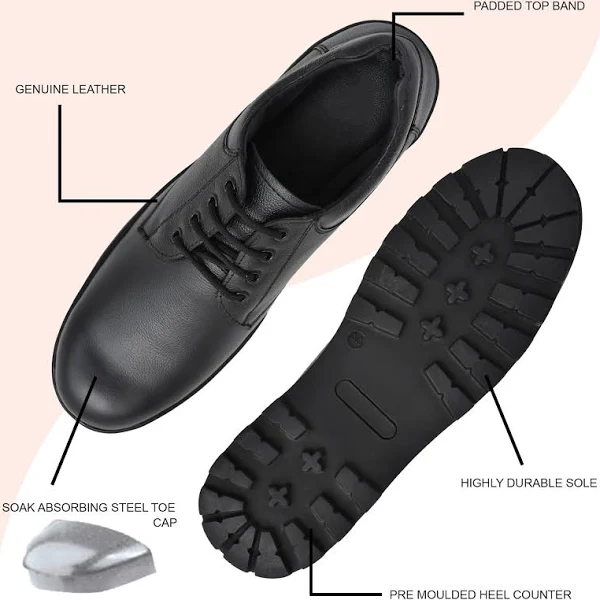 PADDED TOP BAND
GENUINE LEATHER
HIGHLY DURABLE SOLE
SOAK ABSORBING STEEL TOE
CAP
PRE MOULDED HEEL COUNTER